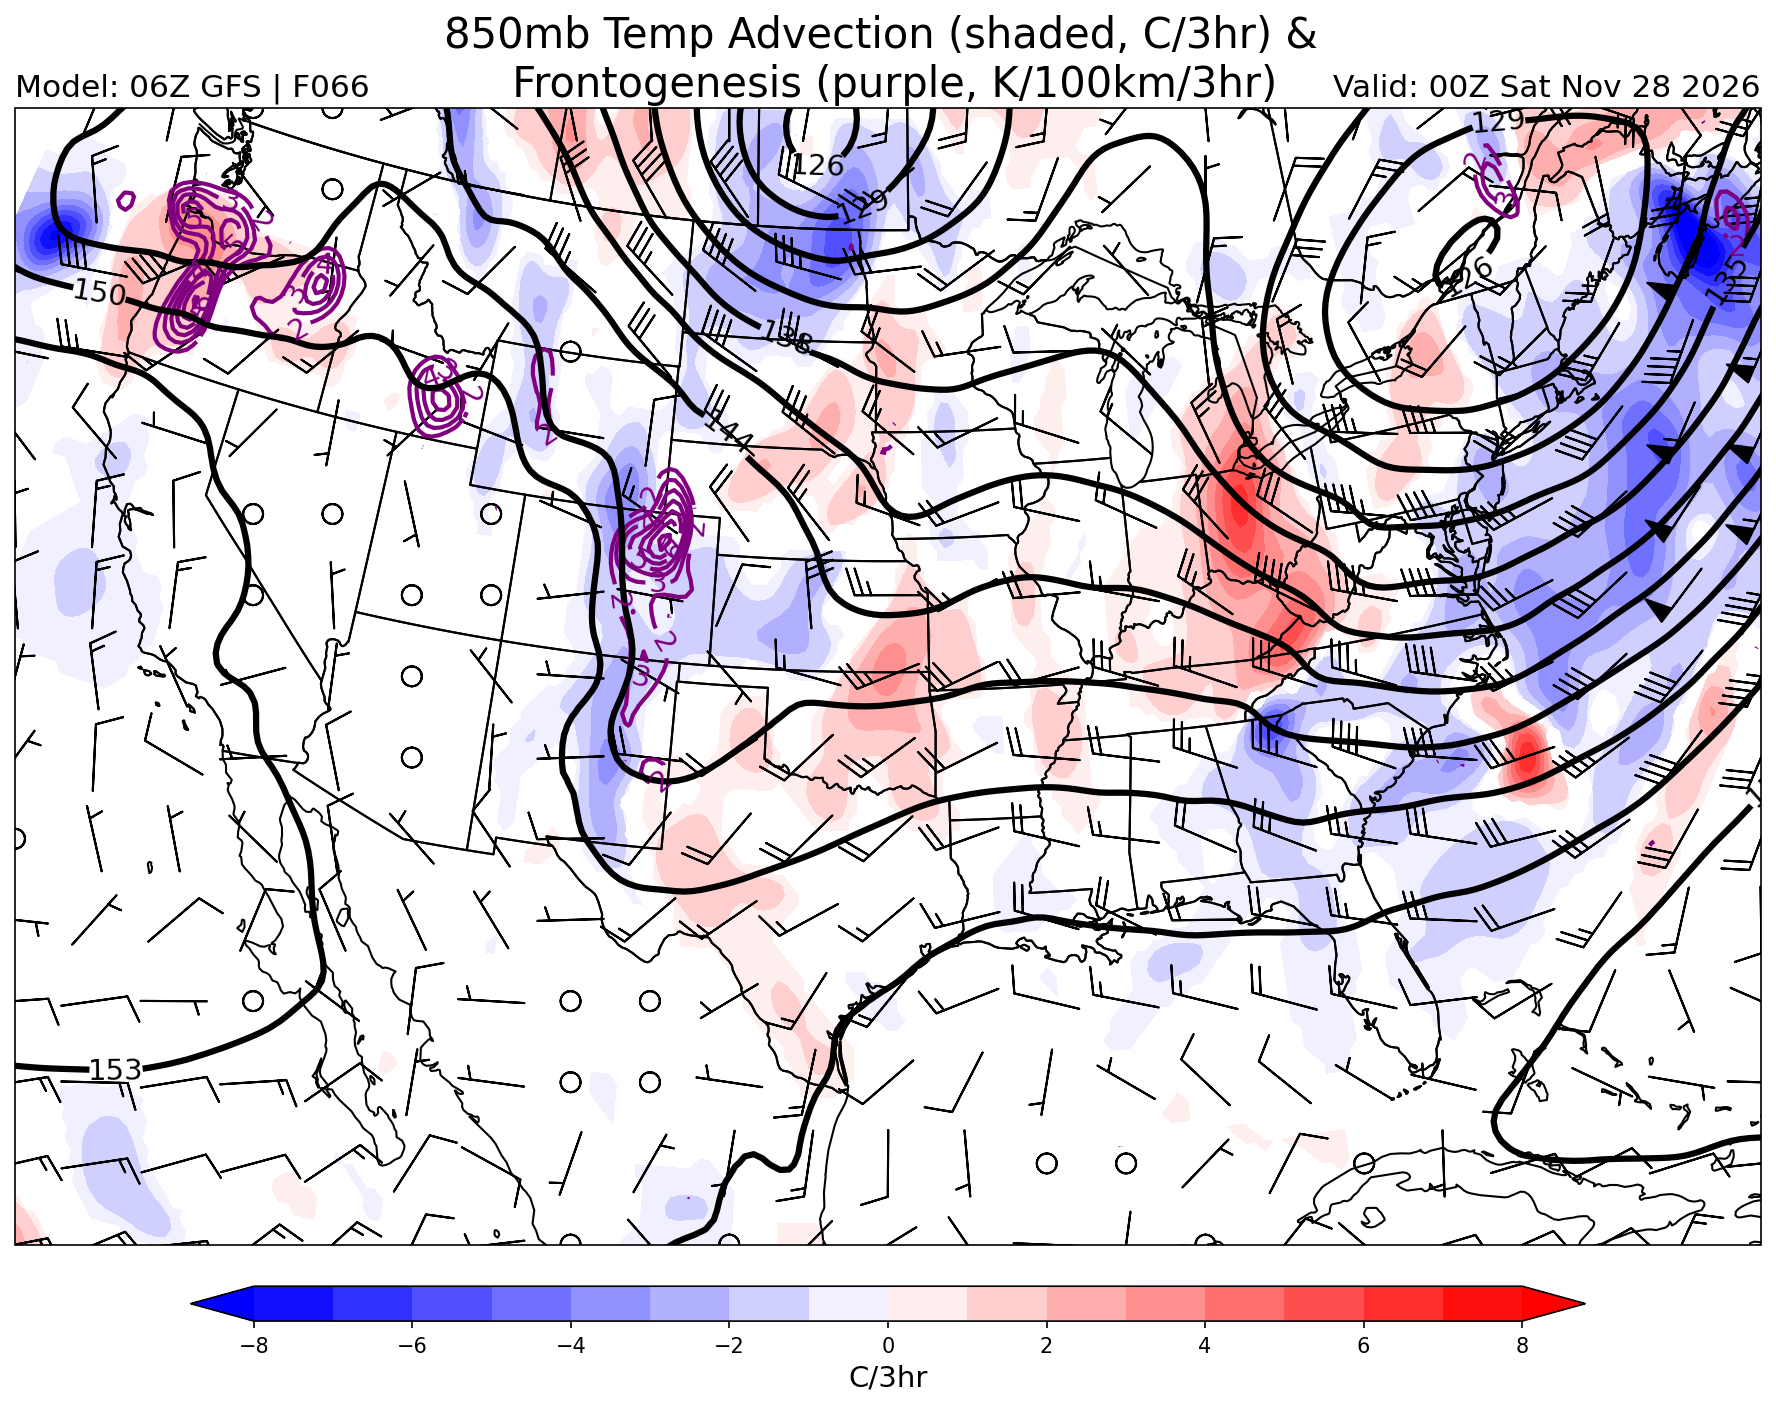 850mb Temp Advection (shaded, C/3hr) &
Frontogenesis (purple, K/100km/3hr)
Model: 06Z GFS | F066
Valid: 00Z Sat Nov 28 2026
126
129
129
126
135
138
144
150
153
−8 −6 −4 −2 0 2 4 6 8
C/3hr